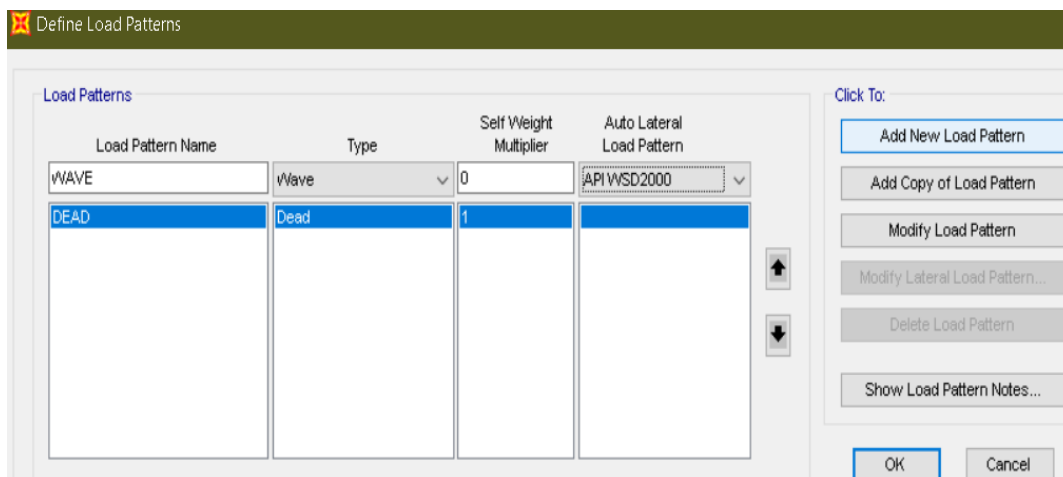 Define Load Patterns
Load Patterns
Click To:
Load Pattern Name
Type
Self Weight
Multiplier
Auto Lateral
Load Pattern
WAVE
Wave
0
API WSD2000
DEAD
Dead
1
Add New Load Pattern
Add Copy of Load Pattern
Modify Load Pattern
Modify Lateral Load Pattern...
Delete Load Pattern
Show Load Pattern Notes...
OK
Cancel